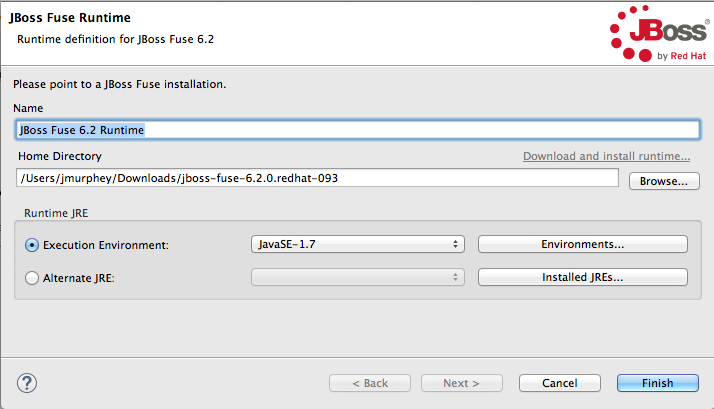 JBoss Fuse Runtime
Runtime definition for JBoss Fuse 6.2
JBoss®
by Red Hat
Please point to a JBoss Fuse installation.
Name
JBoss Fuse 6.2 Runtime
Home Directory
Download and install runtime...
/Users/jmurphey/Downloads/jboss-fuse-6.2.0.redhat-093
Browse...
Runtime JRE
Execution Environment:
JavaSE-1.7
Environments...
Alternate JRE:
Installed JREs...
?
< Back
Next >
Cancel
Finish